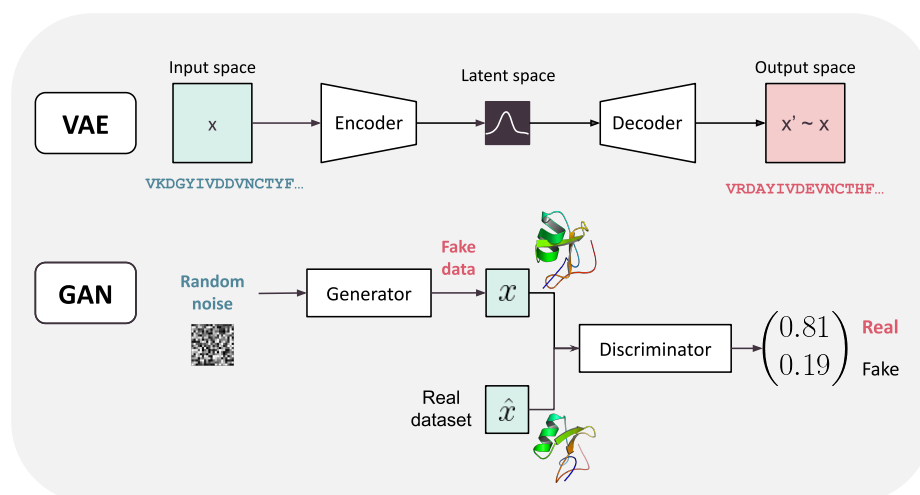 Input space
Latent space
Output space
VAE
x
Encoder
Decoder
x' ~ x
VKDGYIVDDVNCTYF…
VRDAYIVDEVNCTHF…
GAN
Random
noise
Generator
Fake
data
x
Real
dataset
x̂
Discriminator
0.81
0.19
Real
Fake